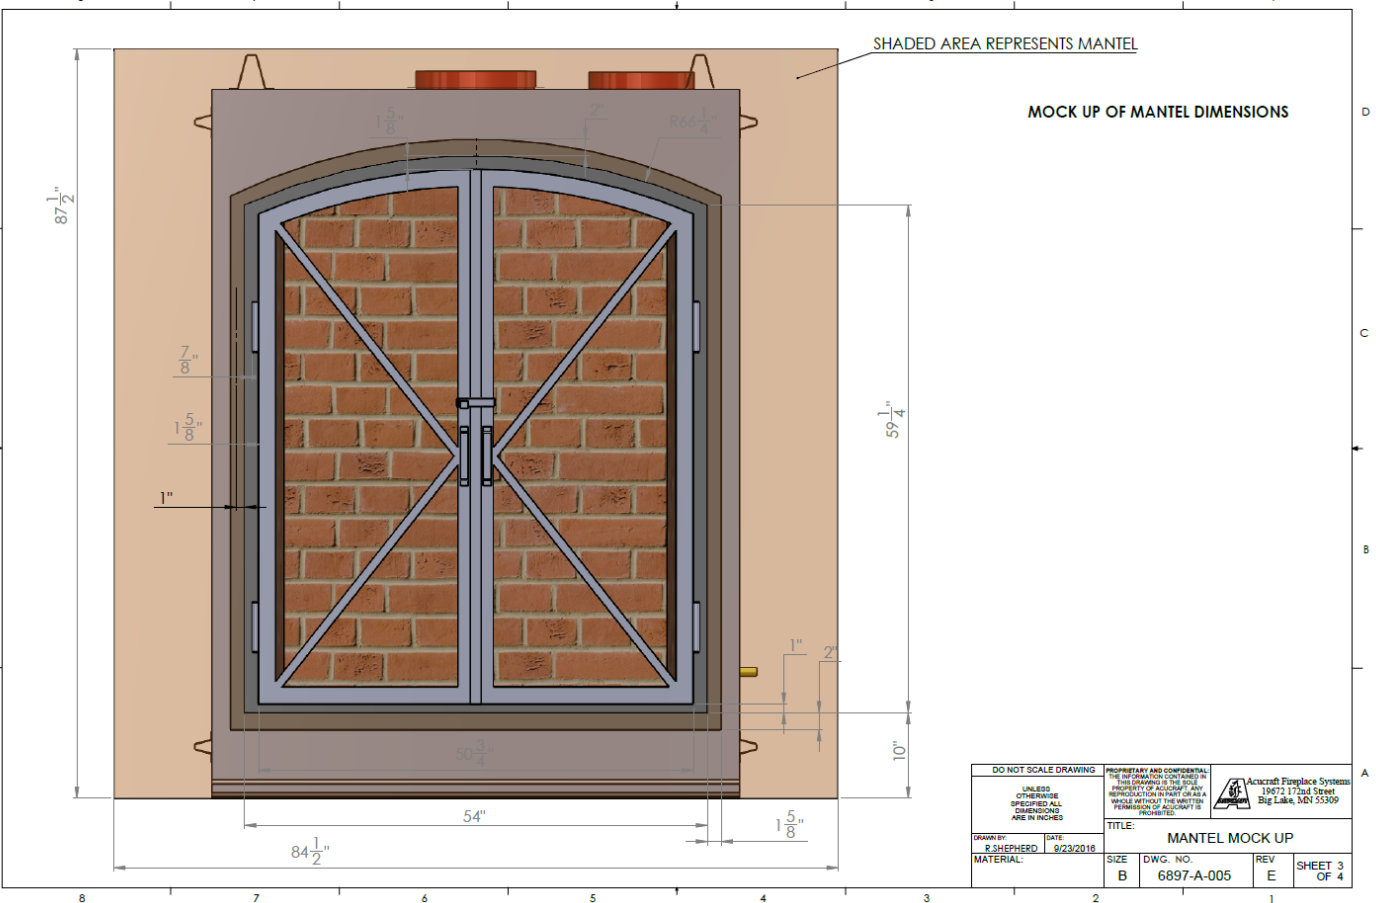 SHADED AREA REPRESENTS MANTEL
MOCK UP OF MANTEL DIMENSIONS
D
1 5/8"
2"
R66 1/4"
87 1/2"
C
7/8"
59 1/4"
1 5/8"
1"
B
1"
2"
50 3/4"
10"
54"
1 5/8"
84 1/2"
A
DO NOT SCALE DRAWING
UNLESS
OTHERWISE
SPECIFIED ALL
DIMENSIONS
ARE IN INCHES
PROPRIETARY AND CONFIDENTIAL:
THE INFORMATION CONTAINED IN
THIS DRAWING IS THE SOLE
PROPERTY OF ACUCRAFT. ANY
REPRODUCTION IN PART OR AS A
WHOLE WITHOUT THE WRITTEN
PERMISSION OF ACUCRAFT IS
PROHIBITED.
Acucraft Fireplace Systems
19672 172nd Street
Big Lake, MN 55309
TITLE:
MANTEL MOCK UP
DRAWN BY:
R.SHEPHERD
DATE:
9/23/2016
MATERIAL:
SIZE
B
DWG. NO.
6897-A-005
REV
E
SHEET 3
OF 4
8 7 6 5 4 3 2 1